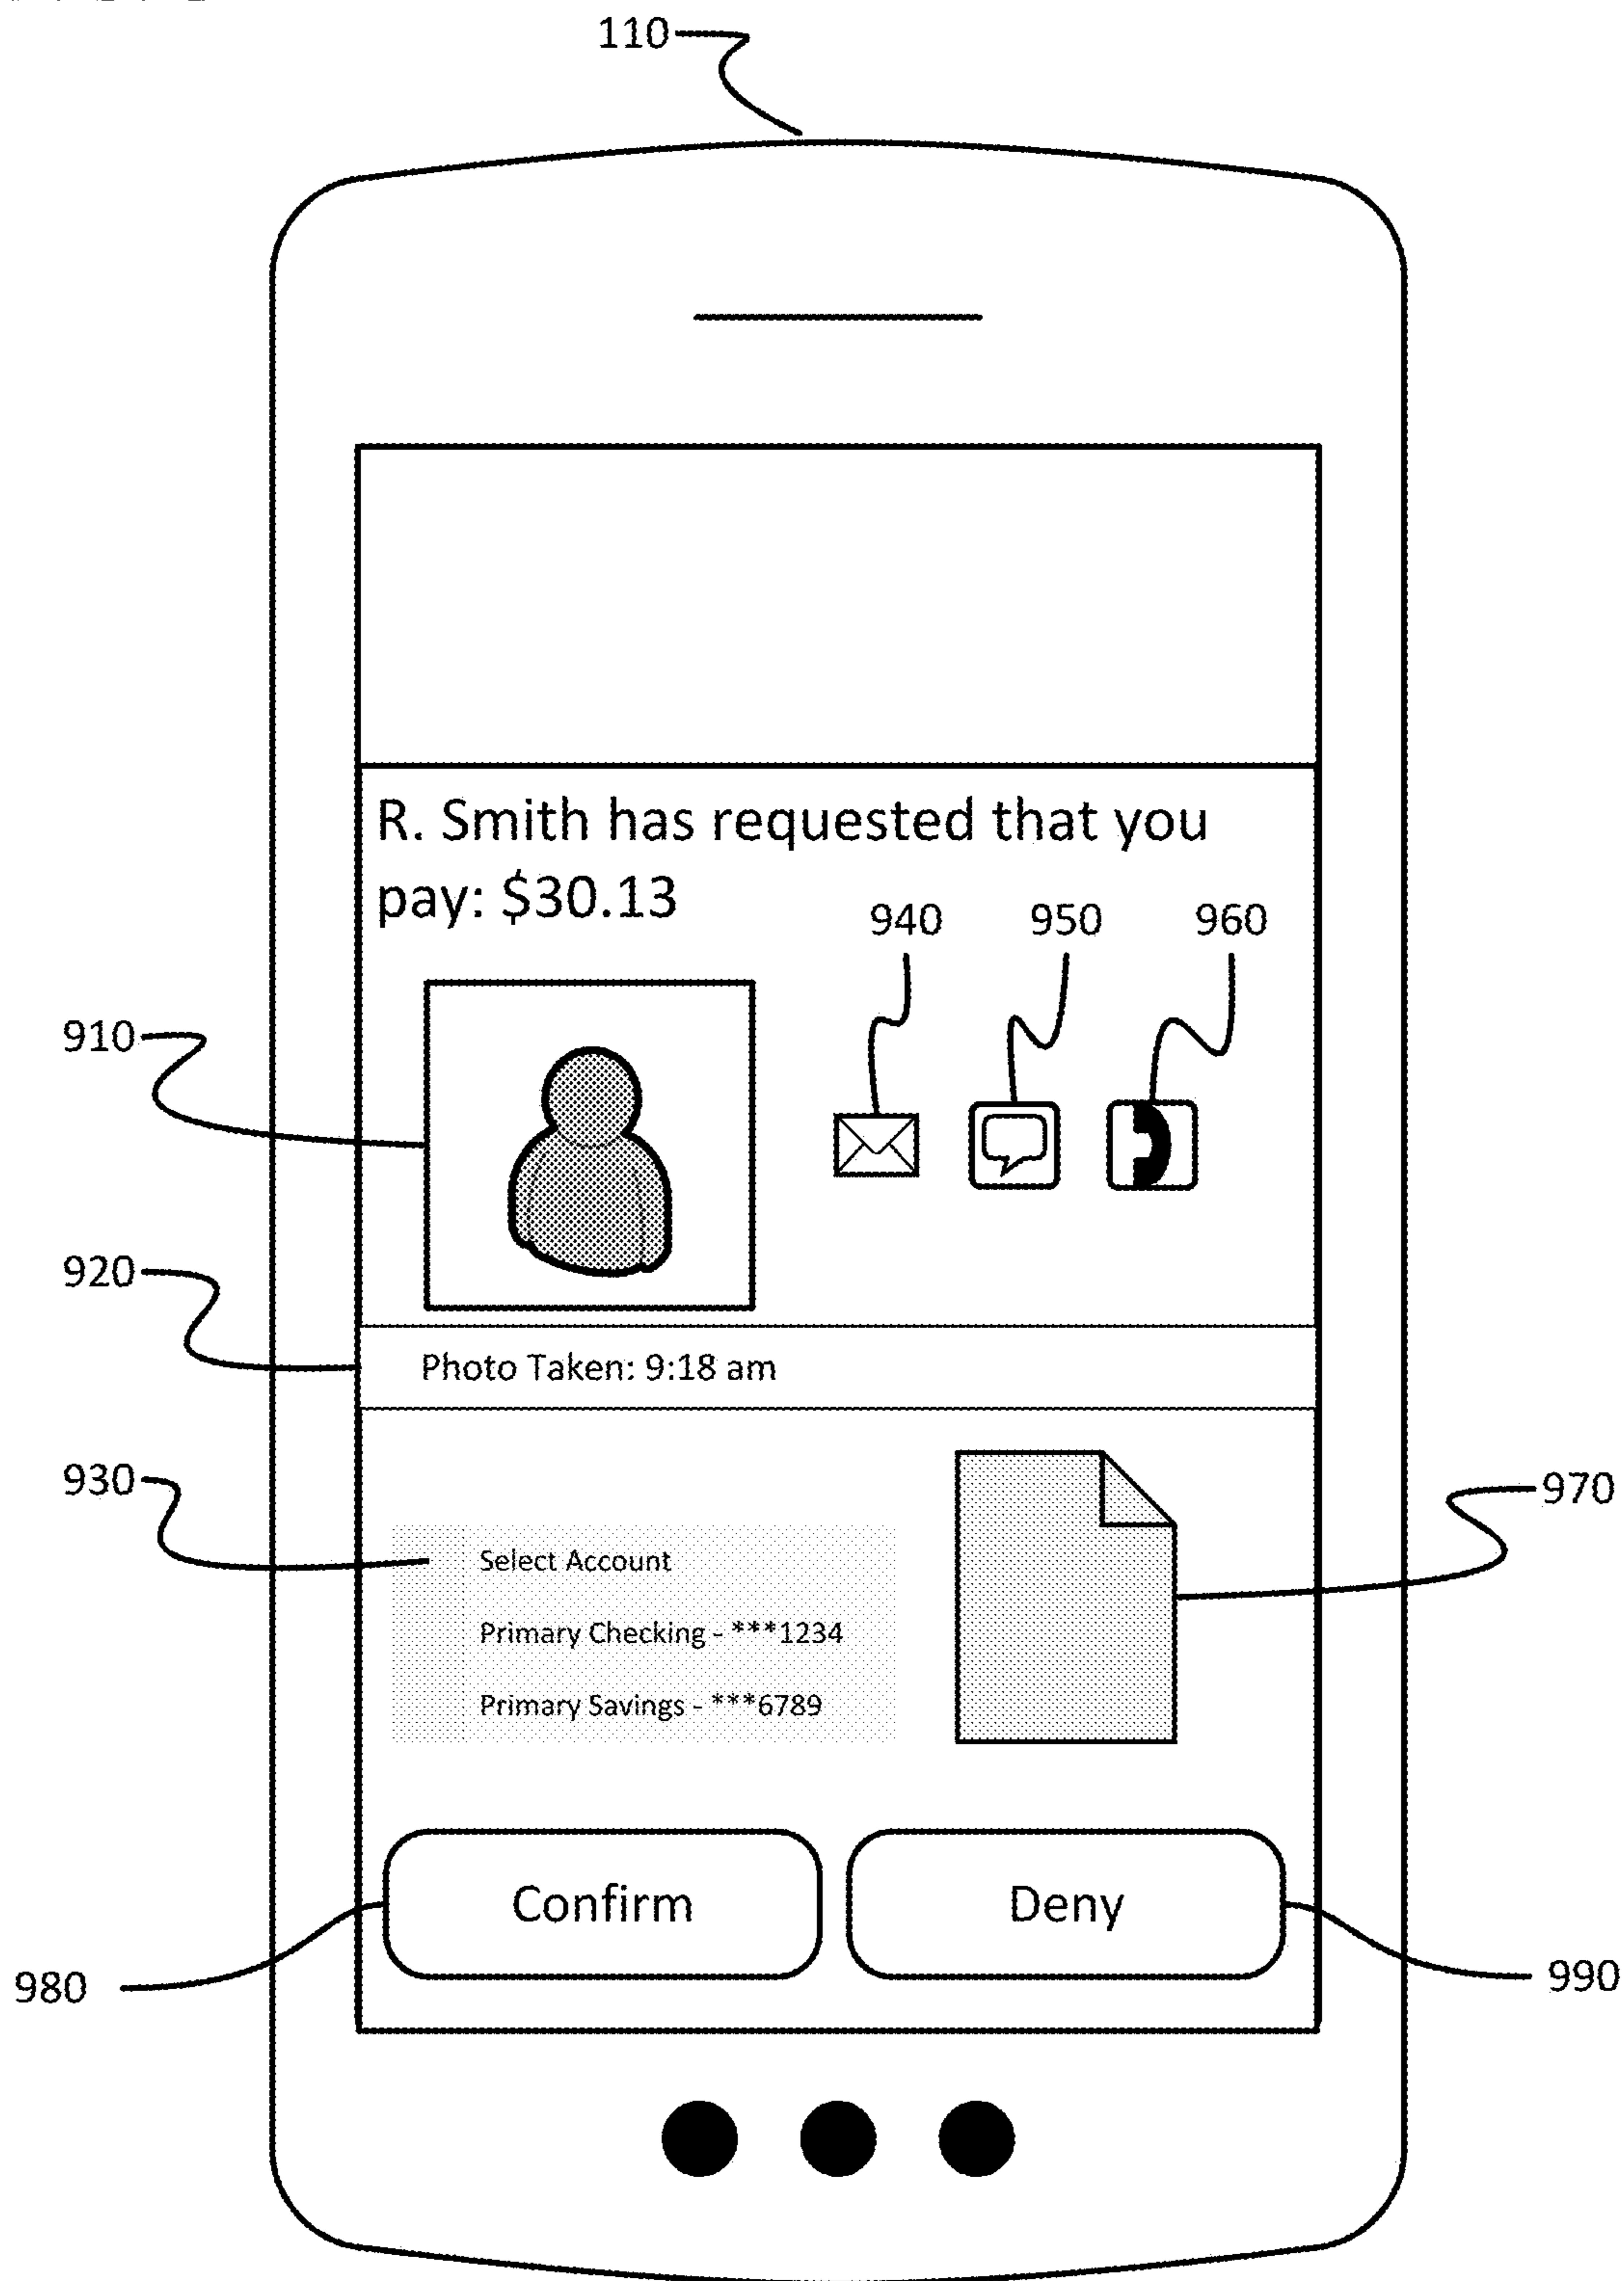 110
R. Smith has requested that you
pay: $30.13
940 950 960
910
920
Photo Taken: 9:18 am
930
970
Select Account
Primary Checking - ***1234
Primary Savings - ***6789
Confirm Deny
980
990